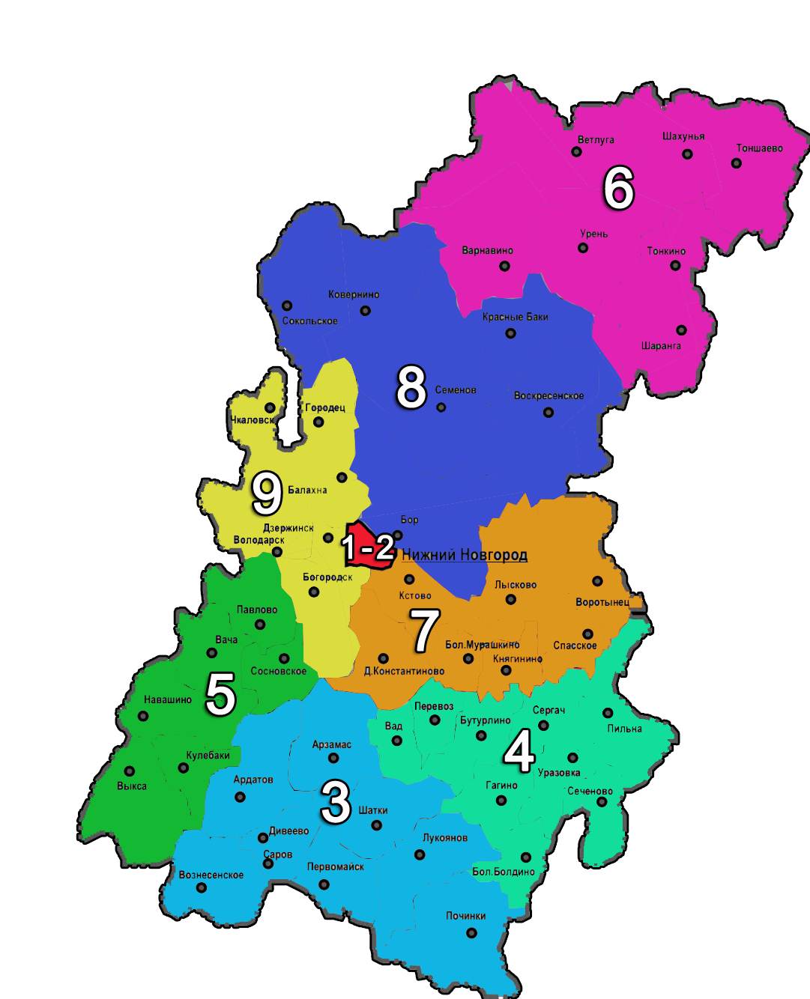 Ветлуга
Шахунья
Тоншаево
6
Урень
Варнавино
Тонкино
Ковернино
Сокольское
Красные Баки
Шаранга
8
Семенов
Воскресенское
Городец
Чкаловск
9
Балахна
Бор
Дзержинск
Володарск
1-2
Нижний Новгород
Богородск
Кстово
Лысково
Воротынец
Павлово
7
Вача
Бол.Мурашкино
Спасское
Княгинино
Сосновское
Д.Константиново
5
Навашино
Перевоз
Сергач
Бутурлино
Вад
Пильна
Арзамас
4
Кулебаки
Уразовка
Выкса
Ардатов
Гагино
Сеченово
3
Шатки
Дивеево
Лукоянов
Саров
Первомайск
Бол.Болдино
Вознесенское
Починки